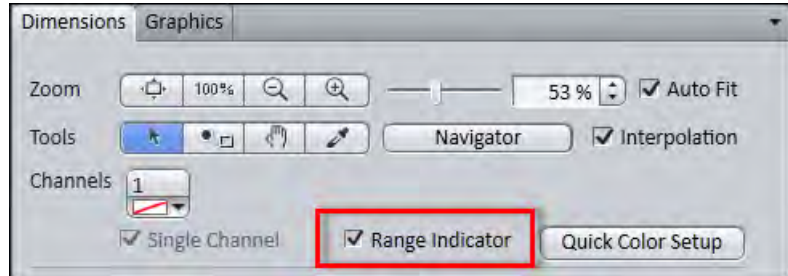 Dimensions Graphics
Zoom 100% 53 % Auto Fit
Tools Navigator Interpolation
Channels 1
Single Channel Range Indicator Quick Color Setup